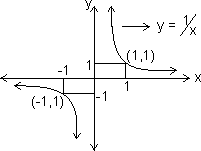 y
y = 1/x
1
(1,1)
-1
x
1
(-1,1)
-1